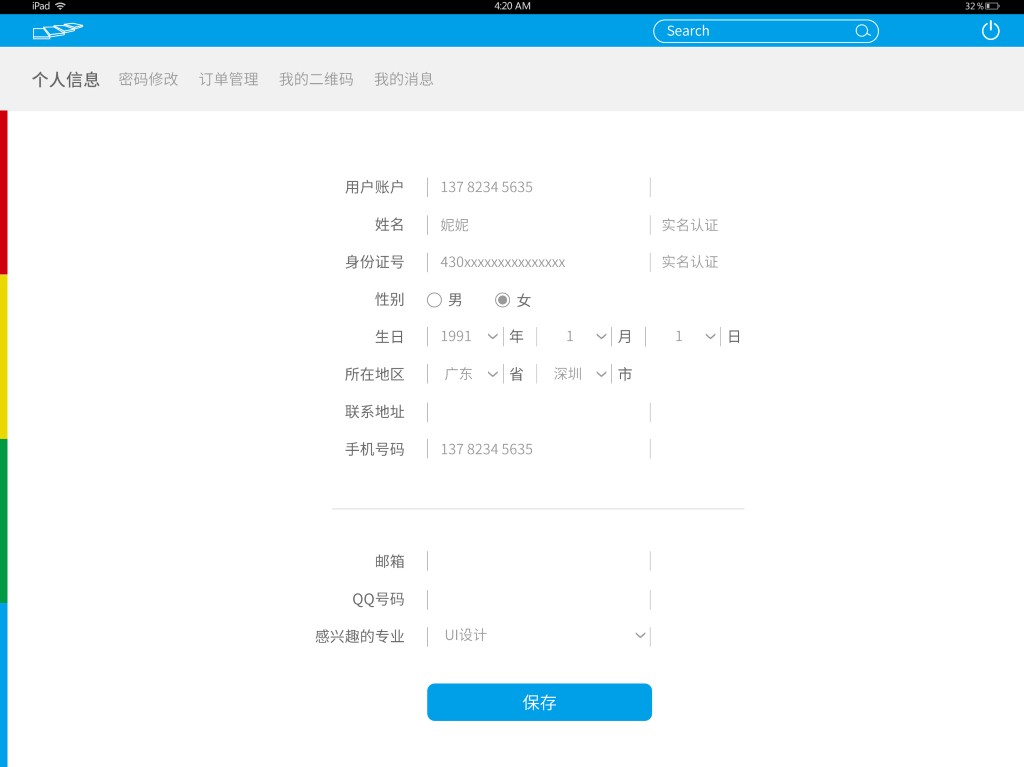 iPad 4:20 AM 32%
Search
个人信息 密码修改 订单管理 我的二维码 我的消息
用户账户 137 8234 5635
姓名 妮妮 实名认证
身份证号 430xxxxxxxxxxxxxxx 实名认证
性别 男 女
生日 1991 年 1 月 1 日
所在地区 广东 省 深圳 市
联系地址
手机号码 137 8234 5635
邮箱
QQ号码
感兴趣的专业 UI设计
保存